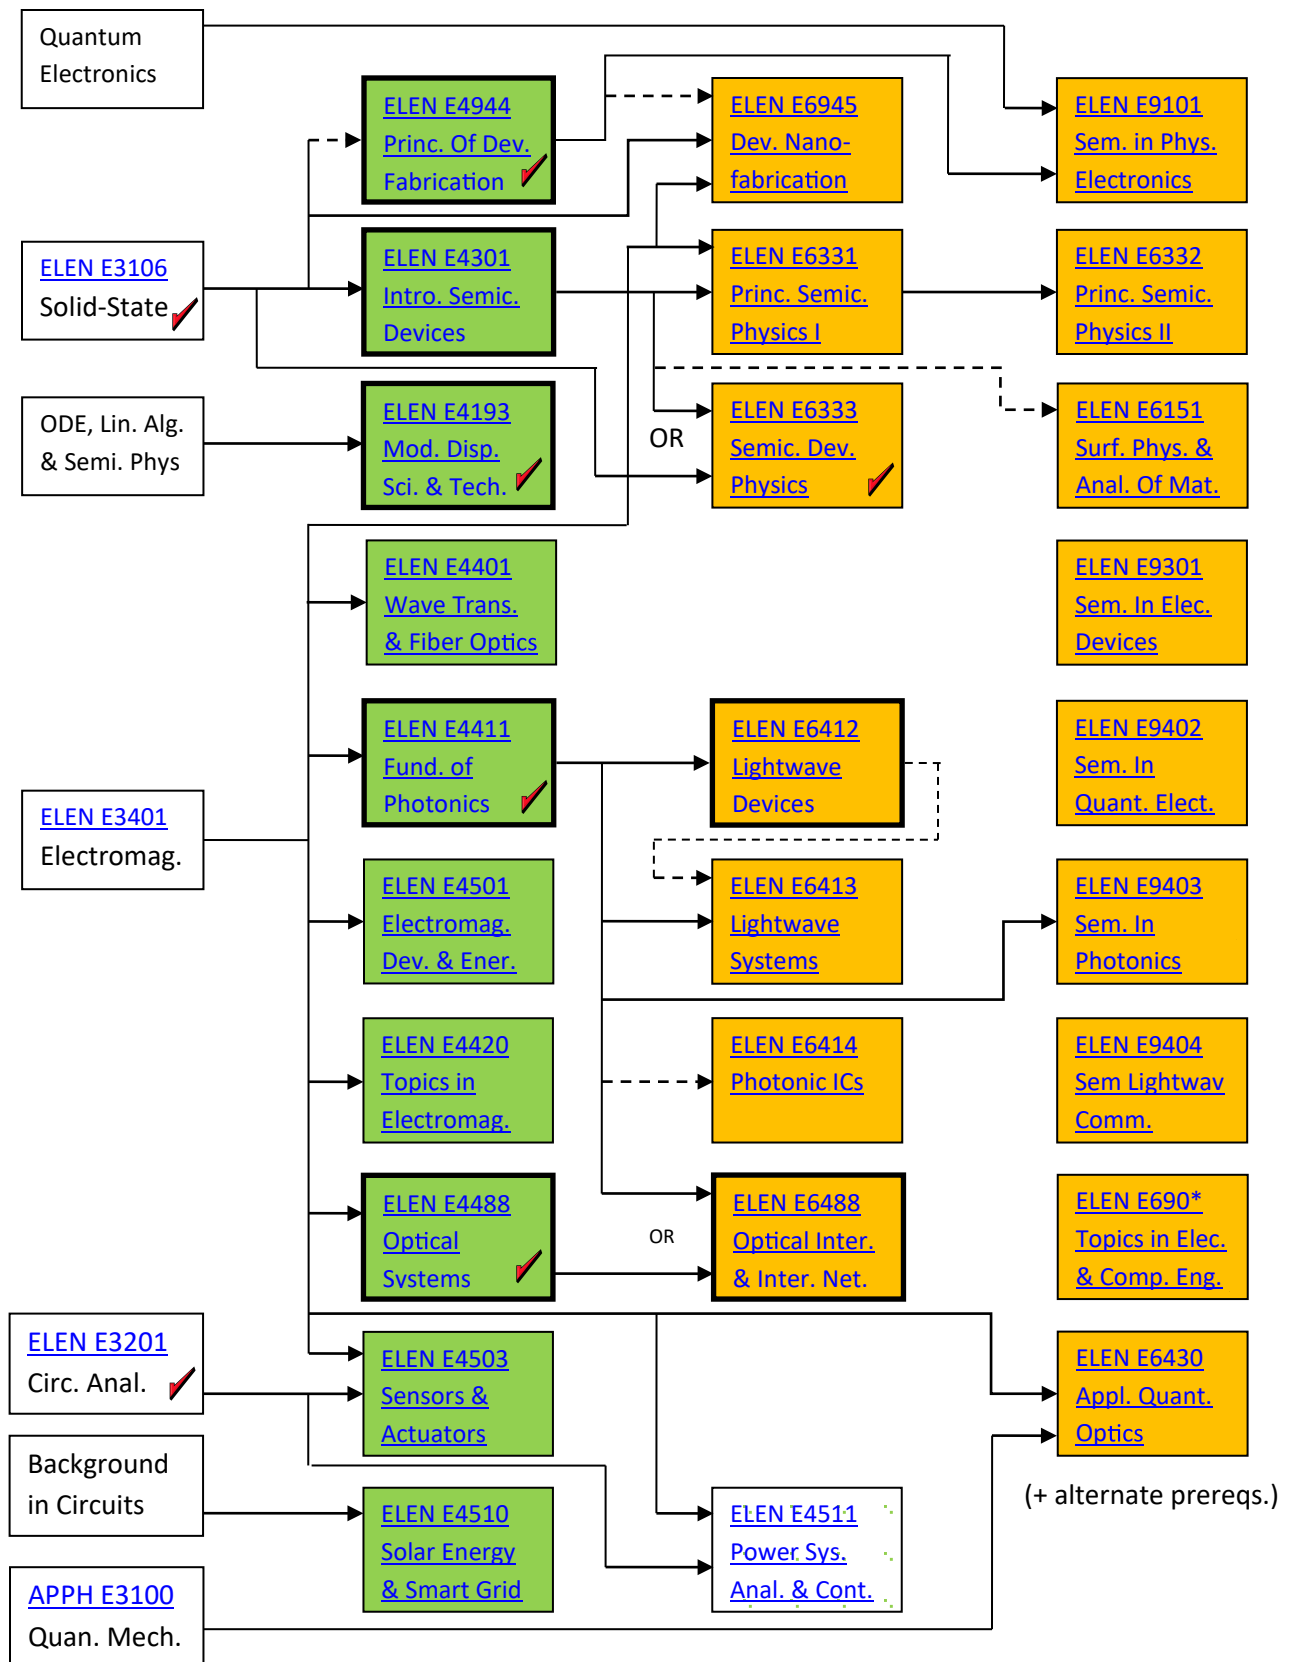 Quantum
Electronics
ELEN E4944
Princ. Of Dev.
Fabrication
ELEN E6945
Dev. Nano-
fabrication
ELEN E9101
Sem. in Phys.
Electronics
ELEN E3106
Solid-State
ELEN E4301
Intro. Semic.
Devices
ELEN E6331
Princ. Semic.
Physics I
ELEN E6332
Princ. Semic.
Physics II
ODE, Lin. Alg.
& Semi. Phys
ELEN E4193
Mod. Disp.
Sci. & Tech.
OR
ELEN E6333
Semic. Dev.
Physics
ELEN E6151
Surf. Phys. &
Anal. Of Mat.
ELEN E4401
Wave Trans.
& Fiber Optics
ELEN E9301
Sem. In Elec.
Devices
ELEN E4411
Fund. of
Photonics
ELEN E6412
Lightwave
Devices
ELEN E9402
Sem. In
Quant. Elect.
ELEN E3401
Electromag.
ELEN E4501
Electromag.
Dev. & Ener.
ELEN E6413
Lightwave
Systems
ELEN E9403
Sem. In
Photonics
ELEN E4420
Topics in
Electromag.
ELEN E6414
Photonic ICs
ELEN E9404
Sem Lightwav
Comm.
ELEN E4488
Optical
Systems
OR
ELEN E6488
Optical Inter.
& Inter. Net.
ELEN E690*
Topics in Elec.
& Comp. Eng.
ELEN E3201
Circ. Anal.
ELEN E4503
Sensors &
Actuators
ELEN E6430
Appl. Quant.
Optics
Background
in Circuits
ELEN E4510
Solar Energy
& Smart Grid
ELEN E4511
Power Sys.
Anal. & Cont.
(+ alternate prereqs.)
APPH E3100
Quan. Mech.